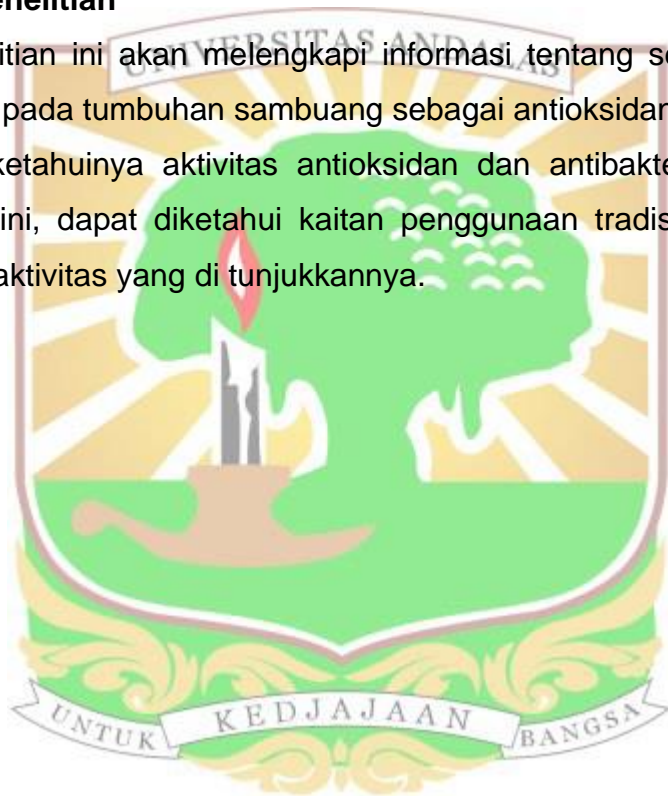 enelitian
UNIVERSITAS ANDALAS
itian ini akan melengkapi informasi tentang se
pada tumbuhan sambuang sebagai antioksidan
ketahuinya aktivitas antioksidan dan antibakte
ini, dapat diketahui kaitan penggunaan tradis
aktivitas yang di tunjukkannya.
UNTUK KEDJAJAAN BANGSA